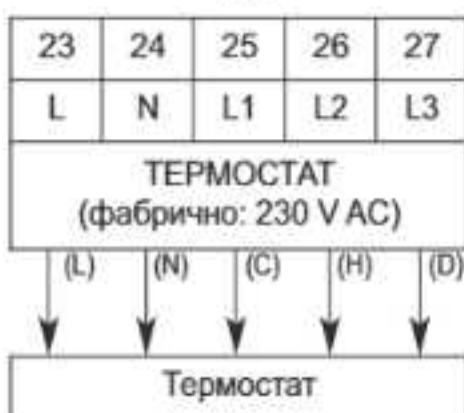 23 24 25 26 27
L N L1 L2 L3
ТЕРМОСТАТ
(фабрично: 230 V AC)
(L) (N) (C) (H) (D)
Термостат